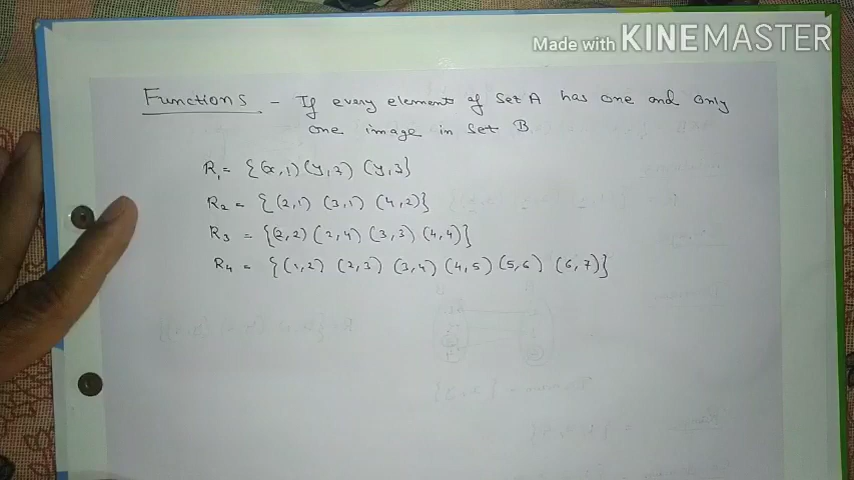 Made with KINEMASTER
Functions - If every element of Set A has one and only
one image in Set B
R₁ = {(x,1) (y,2) (y,3}
R₂ = {(2,1) (3,1) (4,2)}
R₃ = {(2,2) (2,4) (3,3) (4,4)}
R₄ = {(1,2) (2,3) (3,4) (4,5) (5,6) (6,7)}